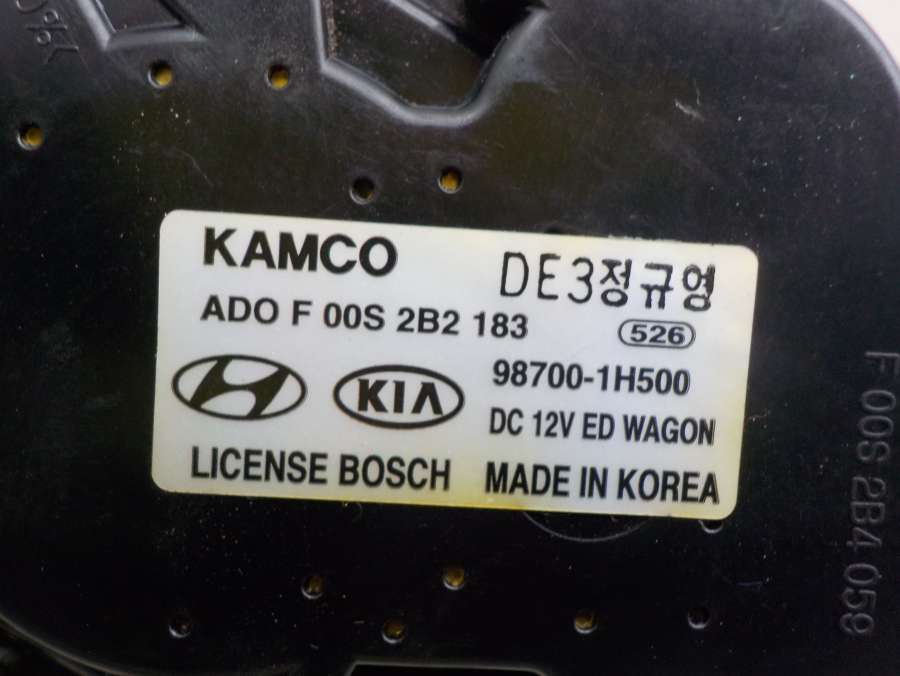 KAMCO
DE3정규영
ADO F 00S 2B2 183
526
98700-1H500
KIA
DC 12V ED WAGON
LICENSE BOSCH
MADE IN KOREA
F 00S 2B4 059